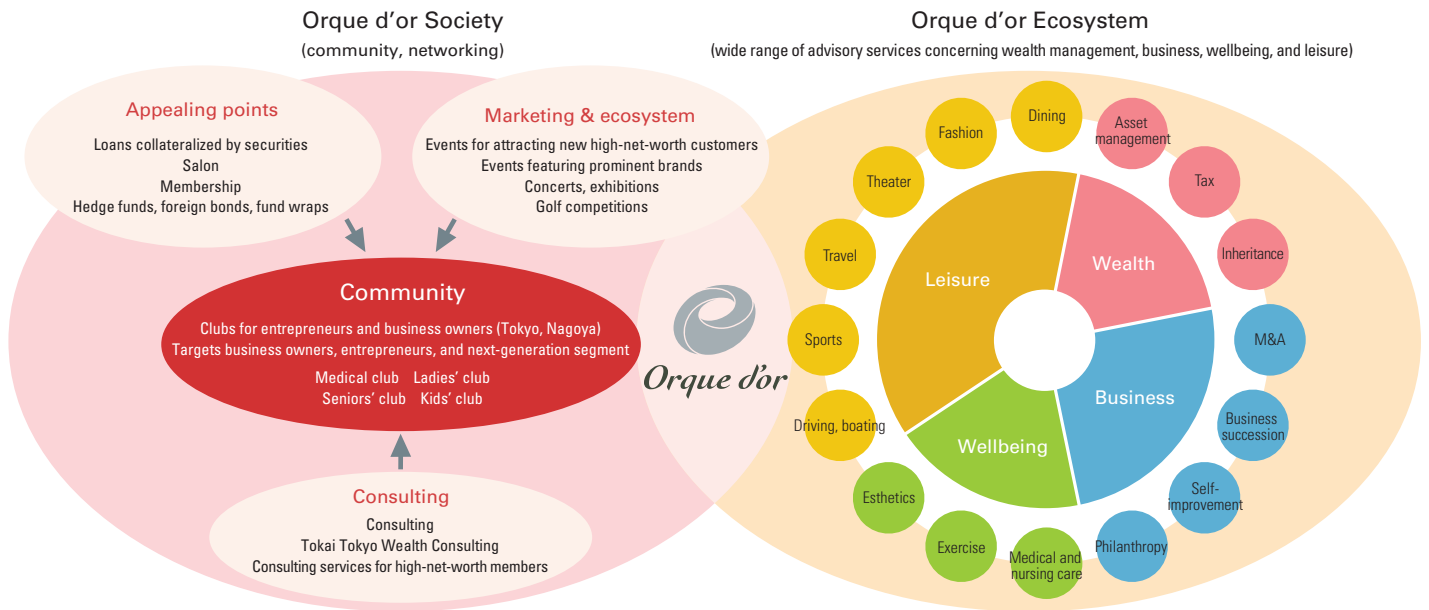 Orque d’or Society
(community, networking)
Appealing points
Loans collateralized by securities
Salon
Membership
Hedge funds, foreign bonds, fund wraps
Marketing & ecosystem
Events for attracting new high-net-worth customers
Events featuring prominent brands
Concerts, exhibitions
Golf competitions
Community
Clubs for entrepreneurs and business owners (Tokyo, Nagoya)
Targets business owners, entrepreneurs, and next-generation segment
Medical club Ladies’ club
Seniors’ club Kids’ club
Consulting
Consulting
Tokai Tokyo Wealth Consulting
Consulting services for high-net-worth members
Orque d’or
Orque d’or Ecosystem
(wide range of advisory services concerning wealth management, business, wellbeing, and leisure)
Dining
Asset
management
Tax
Inheritance
M&A
Business
succession
Self-
improvement
Philanthropy
Medical and
nursing care
Exercise
Esthetics
Driving, boating
Sports
Travel
Theater
Fashion
Leisure
Wealth
Business
Wellbeing